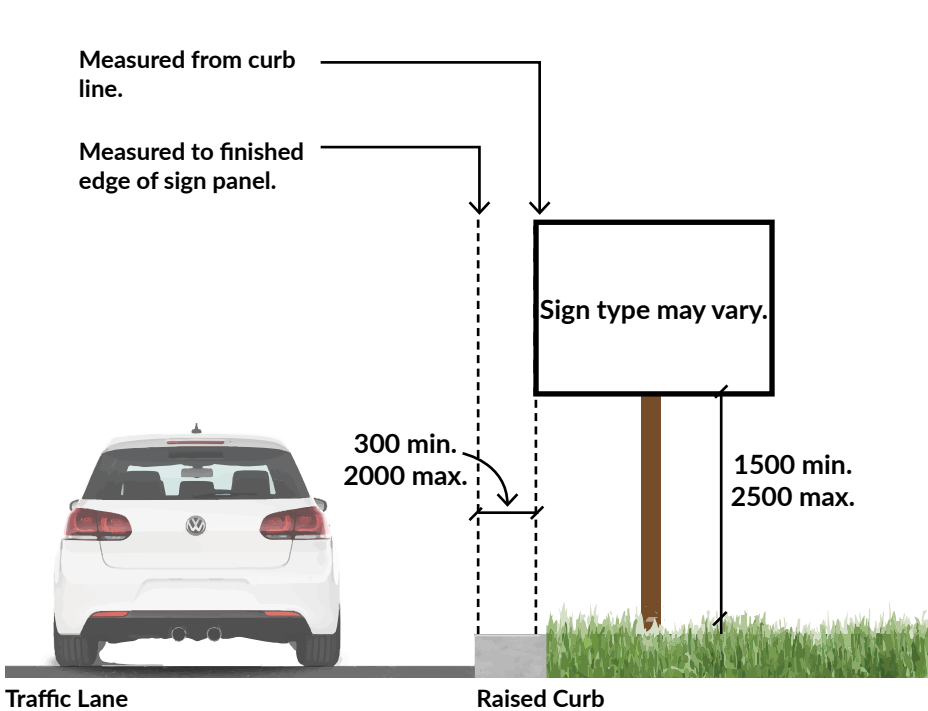 Measured from curb
line.
Measured to finished
edge of sign panel.
Sign type may vary.
300 min.
2000 max.
1500 min.
2500 max.
Traffic Lane
Raised Curb